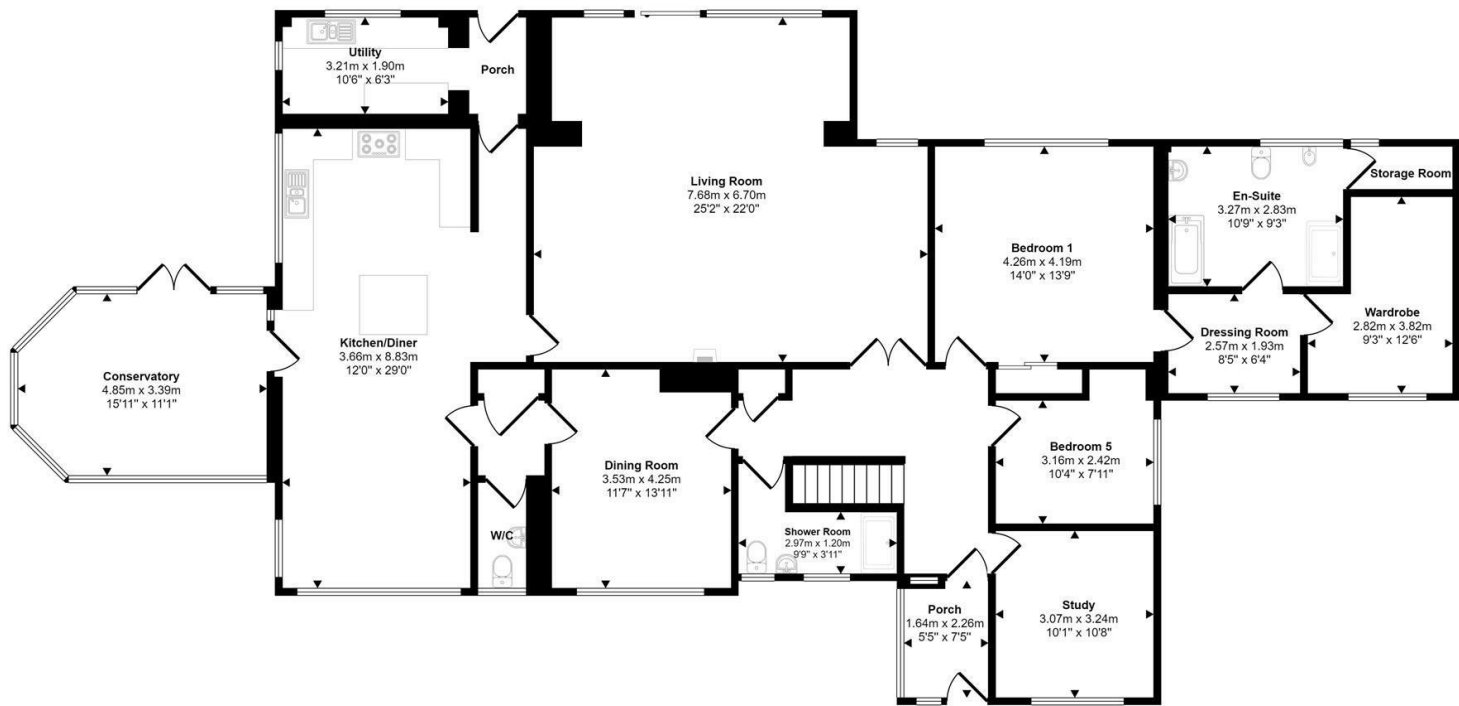 Utility
3.21m x 1.90m
10'6" x 6'3"
Porch
Living Room
7.68m x 6.70m
25'2" x 22'0"
Storage Room
En-Suite
3.27m x 2.83m
10'9" x 9'3"
Bedroom 1
4.26m x 4.19m
14'0" x 13'9"
Wardrobe
2.82m x 3.82m
9'3" x 12'6"
Dressing Room
2.57m x 1.93m
8'5" x 6'4"
Kitchen/Diner
3.66m x 8.83m
12'0" x 29'0"
Conservatory
4.85m x 3.39m
15'11" x 11'1"
Bedroom 5
3.16m x 2.42m
10'4" x 7'11"
Dining Room
3.53m x 4.25m
11'7" x 13'11"
W/C
Shower Room
2.97m x 1.20m
9'9" x 3'11"
Porch
1.64m x 2.26m
5'5" x 7'5"
Study
3.07m x 3.24m
10'1" x 10'8"